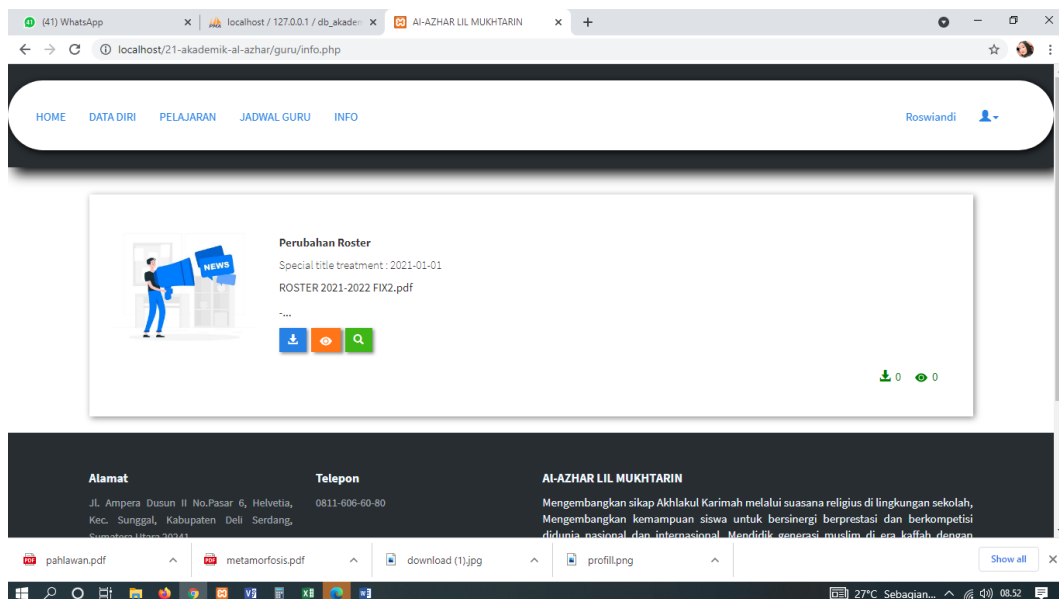 (41) WhatsApp
localhost / 127.0.0.1 / db_akadem
Al-AZHAR LIL MUKHTARIN
localhost/21-akademik-al-azhar/guru/info.php
HOME DATA DIRI PELAJARAN JADWAL GURU INFO Roswiandi
NEWS
Perubahan Roster
Special title treatment : 2021-01-01
ROSTER 2021-2022 FIX2.pdf
-...
0 0
Alamat
Jl. Ampera Dusun II No.Pasar 6, Helvetia,
Kec. Sunggal, Kabupaten Deli Serdang,
Sumatera Utara 20241
Telepon
0811-606-60-80
Al-AZHAR LIL MUKHTARIN
Mengembangkan sikap Akhlakul Karimah melalui suasana religius di lingkungan sekolah,
Mengembangkan kemampuan siswa untuk bersinergi berprestasi dan berkompetisi
didunia nasional dan internasional. Mendidik generasi muslim di era kaffah dengan
pahlawan.pdf
metamorfosis.pdf
download (1).jpg
profill.png
Show all
27°C Sebagian... 08.52